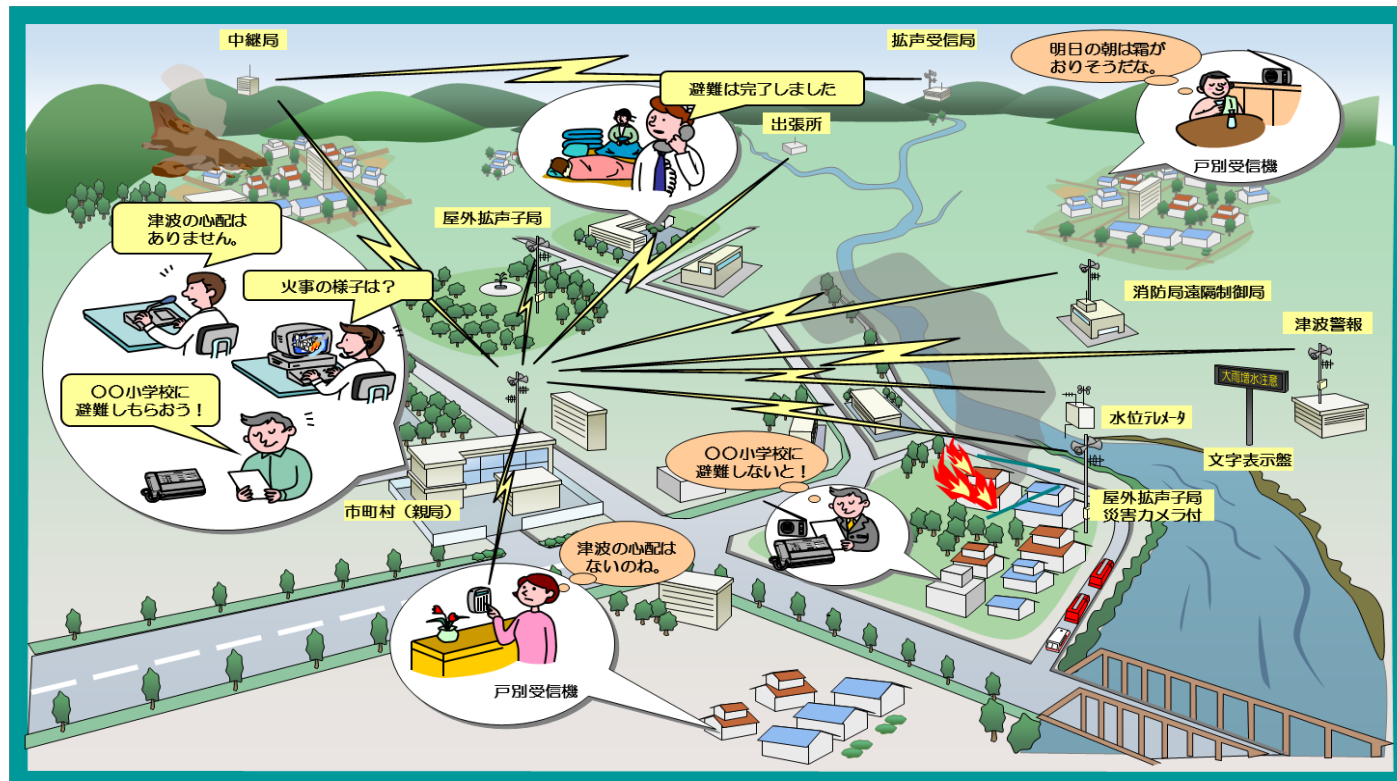 中継局
拡声受信局
明日の朝は霜が
おりそうだな。
避難は完了しました
出張所
戸別受信機
津波の心配は
ありません。
屋外拡声子局
火事の様子は？
消防局遠隔制御局
津波警報
大雨増水注意
〇〇小学校に
避難しもらおう！
水位テレメータ
〇〇小学校に
避難しないと！
文字表示盤
市町村（親局）
屋外拡声子局
災害カメラ付
津波の心配は
ないのね。
戸別受信機